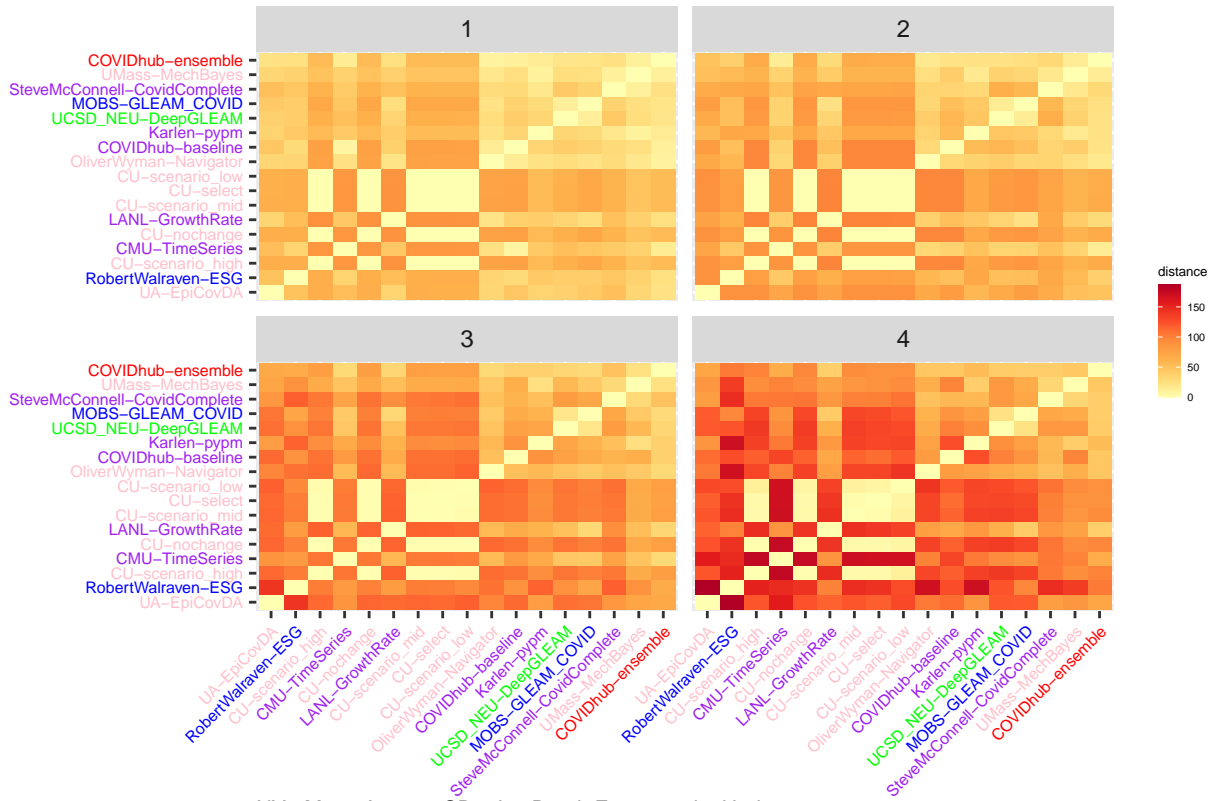 1
2
COVIDhub−ensemble
UMass−MechBayes
SteveMcConnell−CovidComplete
MOBS−GLEAM_COVID
UCSD_NEU−DeepGLEAM
Karlen−pypm
COVIDhub−baseline
OliverWyman−Navigator
CU−scenario_low
CU−select
CU−scenario_mid
LANL−GrowthRate
CU−nochange
CMU−TimeSeries
CU−scenario_high
RobertWalraven−ESG
UA−EpiCovDA
distance
150
100
50
0
3
4
COVIDhub−ensemble
UMass−MechBayes
SteveMcConnell−CovidComplete
MOBS−GLEAM_COVID
UCSD_NEU−DeepGLEAM
Karlen−pypm
COVIDhub−baseline
OliverWyman−Navigator
CU−scenario_low
CU−select
CU−scenario_mid
LANL−GrowthRate
CU−nochange
CMU−TimeSeries
CU−scenario_high
RobertWalraven−ESG
UA−EpiCovDA
UA−EpiCovDA
RobertWalraven−ESG
CU−scenario_high
CMU−TimeSeries
CU−nochange
LANL−GrowthRate
CU−scenario_mid
CU−select
CU−scenario_low
OliverWyman−Navigator
COVIDhub−baseline
Karlen−pypm
UCSD_NEU−DeepGLEAM
MOBS−GLEAM_COVID
SteveMcConnell−CovidComplete
UMass−MechBayes
COVIDhub−ensemble
UA−EpiCovDA
RobertWalraven−ESG
CU−scenario_high
CMU−TimeSeries
CU−nochange
LANL−GrowthRate
CU−scenario_mid
CU−select
CU−scenario_low
OliverWyman−Navigator
COVIDhub−baseline
Karlen−pypm
UCSD_NEU−DeepGLEAM
MOBS−GLEAM_COVID
SteveMcConnell−CovidComplete
UMass−MechBayes
COVIDhub−ensemble